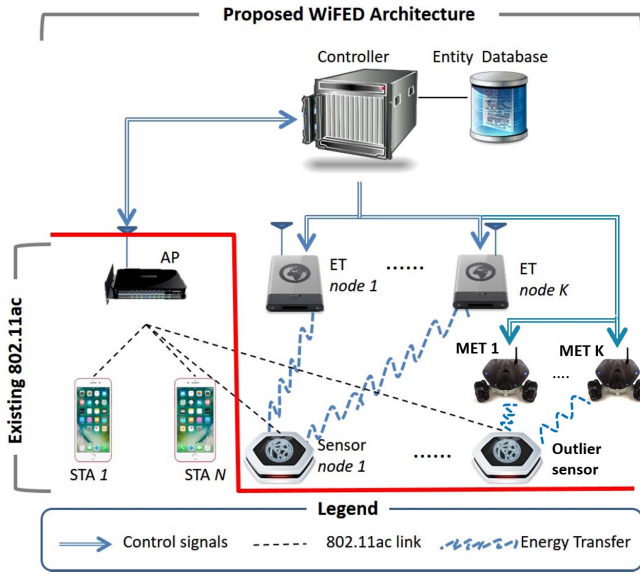 Proposed WiFED Architecture
Controller
Entity Database
AP
ET
node 1
......
ET
node K
Existing 802.11ac
MET 1
....
MET K
STA 1
STA N
Sensor
node 1
......
Outlier
sensor
Legend
Control signals
802.11ac link
Energy Transfer